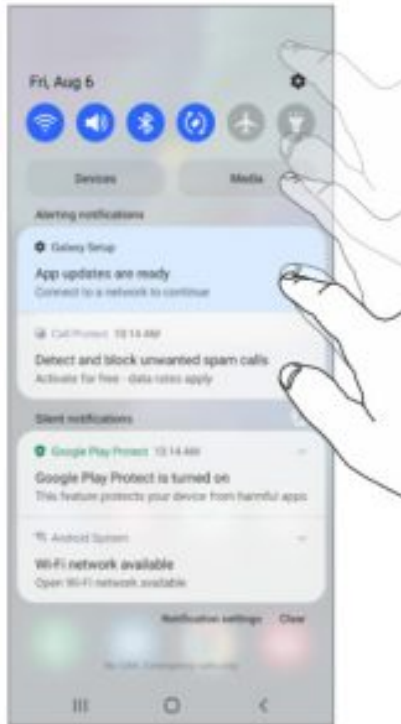 Fri, Aug 6
Devices Media
Alerting notifications
Galaxy Setup
App updates are ready
Connect to a network to continue
Call Protect 10:14 AM
Detect and block unwanted spam calls
Activate for free - data rates apply
Silent notifications
Google Play Protect 10:14 AM
Google Play Protect is turned on
This feature protects your device from harmful apps
Android System
Wi-Fi network available
Open Wi-Fi network available
Notification settings Clear